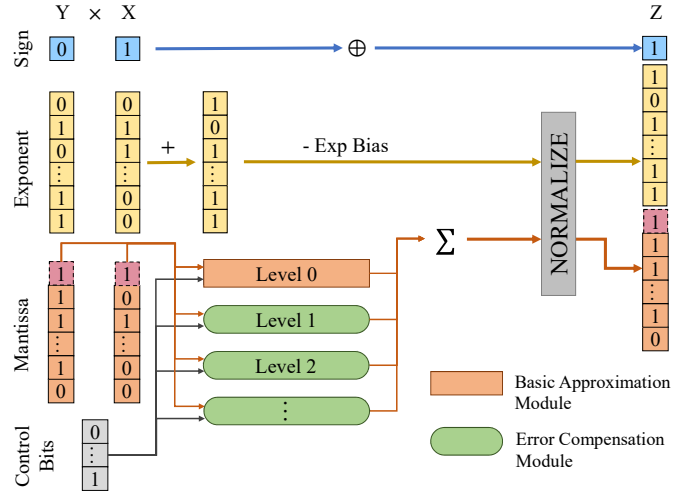 Y × X Z
Sign
0 1 ⊕ 1
Exponent
0 0 1 1
1 1 0 0
0 1 + 1 - Exp Bias 1
⋮ ⋮ ⋮ ⋮
1 0 1 1
1 0 1 1
NORMALIZE
Mantissa
1 1 Level 0 Σ 1
1 0 1
1 1 Level 1 1
⋮ ⋮ ⋮
1 0 Level 2 1
0 0 0
⋮
Basic Approximation
Module
Error Compensation
Module
Control
Bits
0
⋮
1